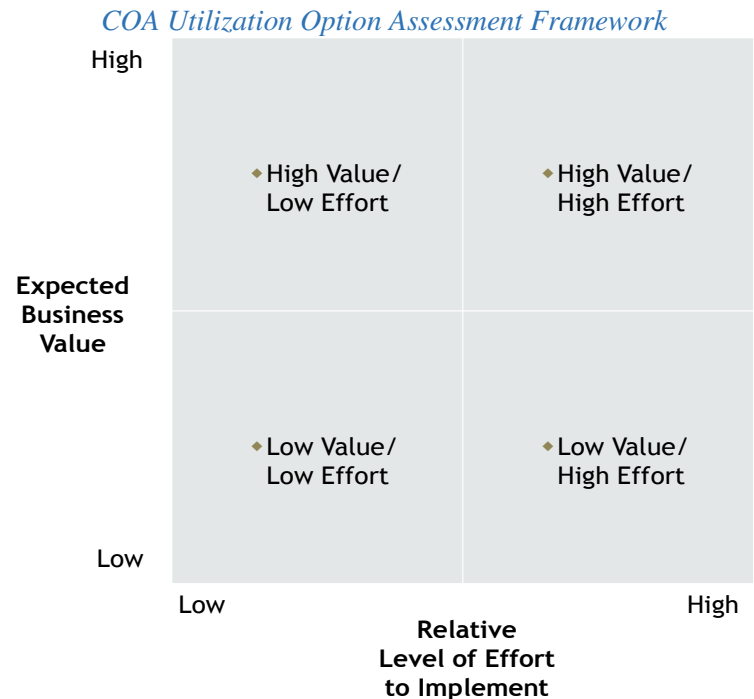 COA Utilization Option Assessment Framework
High
High Value/
Low Effort
High Value/
High Effort
Expected
Business
Value
Low Value/
Low Effort
Low Value/
High Effort
Low
Low
High
Relative
Level of Effort
to Implement